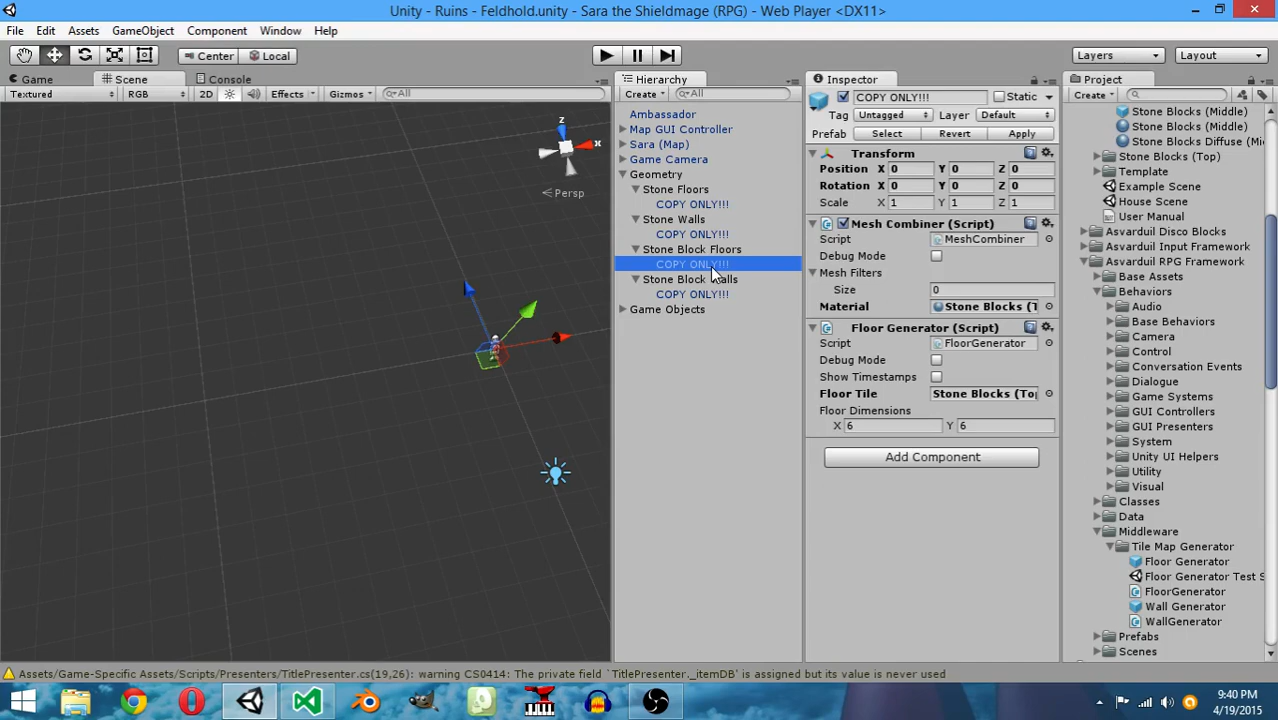 Unity - Ruins - Feldhold.unity - Sara the Shieldmage (RPG) - Web Player <DX11>
File Edit Assets GameObject Component Window Help
Center Local Layers Layout
Game Scene Console
Textured RGB 2D Effects Gizmos All
z
x
Persp
Hierarchy
Create All
Ambassador
Map GUI Controller
Sara (Map)
Game Camera
Geometry
Stone Floors
COPY ONLY!!!
Stone Walls
COPY ONLY!!!
Stone Block Floors
COPY ONLY!!!
Stone Block Walls
COPY ONLY!!!
Game Objects
Inspector
COPY ONLY!!! Static
Tag Untagged Layer Default
Prefab Select Revert Apply
Transform
Position X 0 Y 0 Z 0
Rotation X 0 Y 0 Z 0
Scale X 1 Y 1 Z 1
Mesh Combiner (Script)
Script MeshCombiner
Debug Mode
Mesh Filters
Size 0
Material Stone Blocks (T
Floor Generator (Script)
Script FloorGenerator
Debug Mode
Show Timestamps
Floor Tile Stone Blocks (To
Floor Dimensions
X 6 Y 6
Add Component
Project
Create
Stone Blocks (Middle)
Stone Blocks (Middle)
Stone Blocks Diffuse (Mi
Stone Blocks (Top)
Template
Example Scene
House Scene
User Manual
Asvarduil Disco Blocks
Asvarduil Input Framework
Asvarduil RPG Framework
Base Assets
Behaviors
Audio
Base Behaviors
Camera
Control
Conversation Events
Dialogue
Game Systems
GUI Controllers
GUI Presenters
System
Unity UI Helpers
Utility
Visual
Classes
Data
Middleware
Tile Map Generator
Floor Generator
Floor Generator Test S
FloorGenerator
Wall Generator
WallGenerator
Prefabs
Scenes
Assets/Game-Specific Assets/Scripts/Presenters/TitlePresenter.cs(19,26): warning CS0414: The private field `TitlePresenter._itemDB' is assigned but its value is never used
9:40 PM
4/19/2015